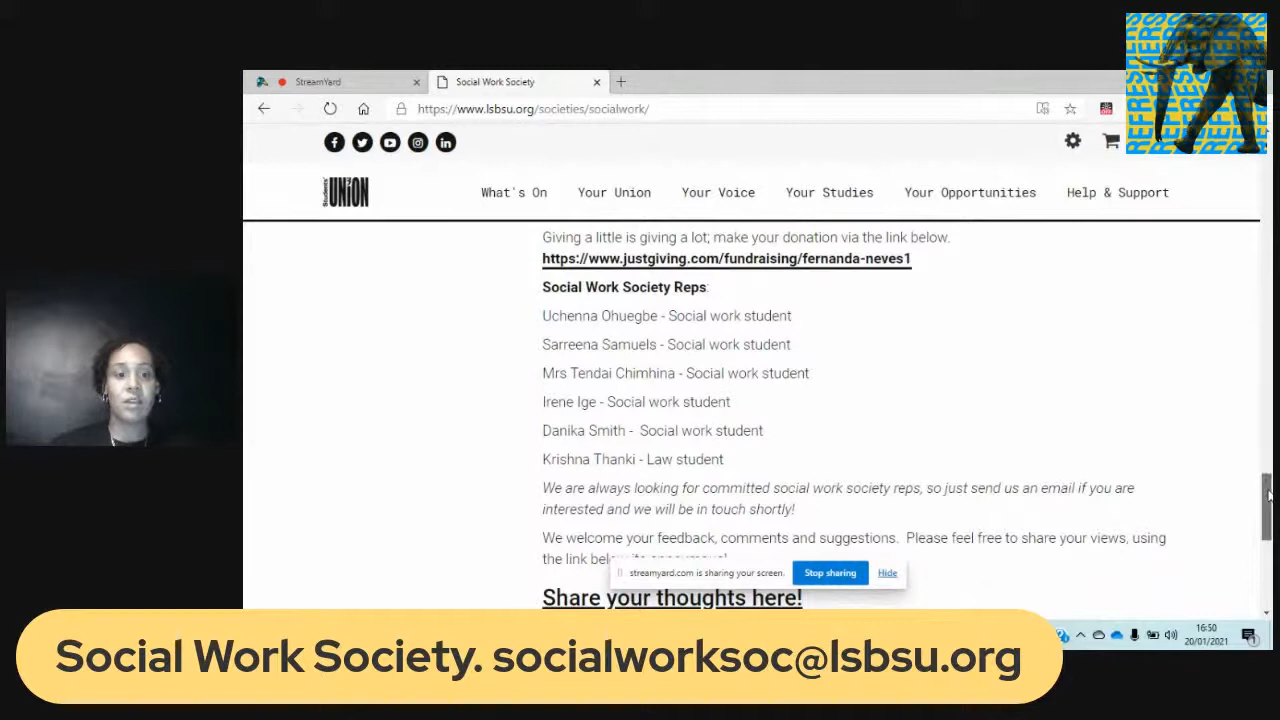 StreamYard
Social Work Society
https://www.lsbsu.org/societies/socialwork/
REFRESHERS REFRESHERS REFRESHERS REFRESHERS
Students' UNION
What's On Your Union Your Voice Your Studies Your Opportunities Help & Support
Giving a little is giving a lot; make your donation via the link below.
https://www.justgiving.com/fundraising/fernanda-neves1
Social Work Society Reps:
Uchenna Ohuegbe - Social work student
Sarreena Samuels - Social work student
Mrs Tendai Chimhina - Social work student
Irene Ige - Social work student
Danika Smith - Social work student
Krishna Thanki - Law student
We are always looking for committed social work society reps, so just send us an email if you are
interested and we will be in touch shortly!
We welcome your feedback, comments and suggestions. Please feel free to share your views, using
the link below
streamyard.com is sharing your screen. Stop sharing Hide
Share your thoughts here!
16:50
20/01/2021
Social Work Society. socialworksoc@lsbsu.org